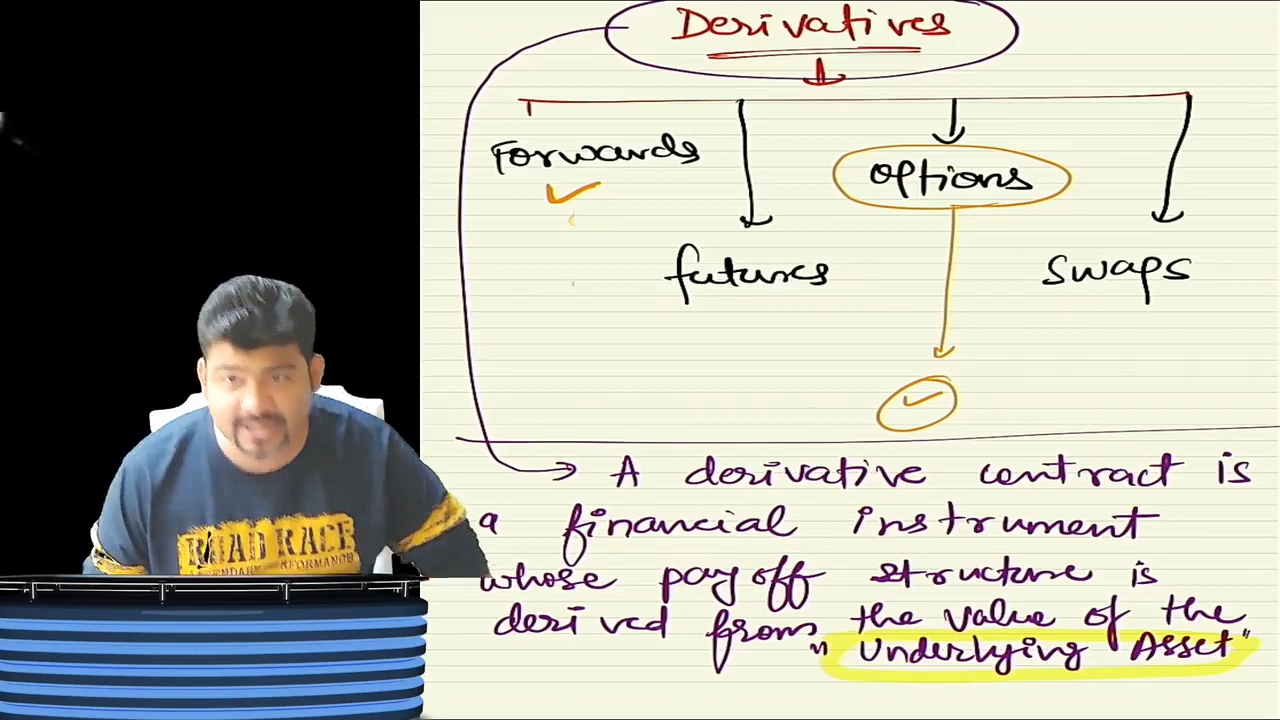 Derivatives
Forwards
options
futures
swaps
A derivative contract is
a financial instrument
whose payoff structure is
derived from the value of the
"Underlying Asset"
ROAD RACE